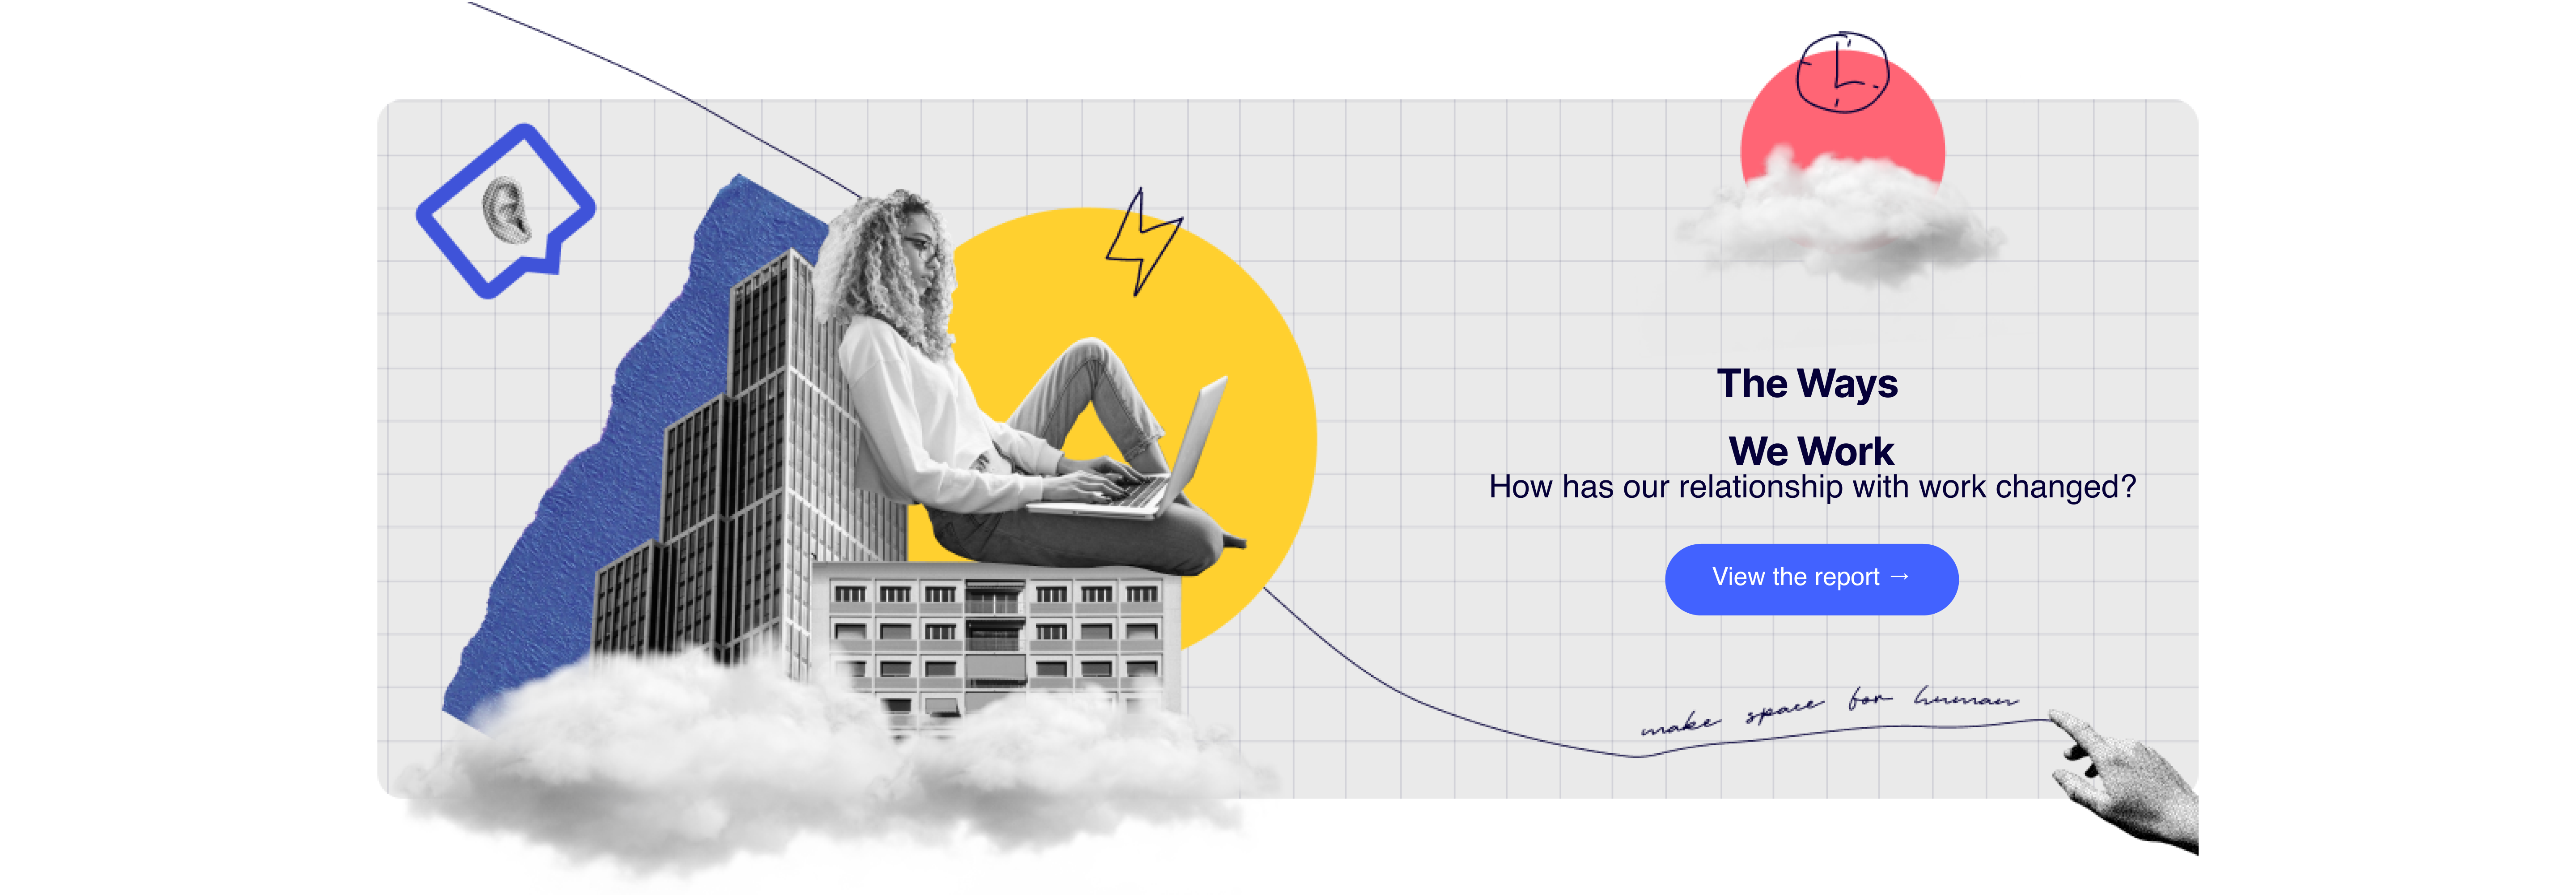 The Ways
We Work
How has our relationship with work changed?
View the report →
make space for human